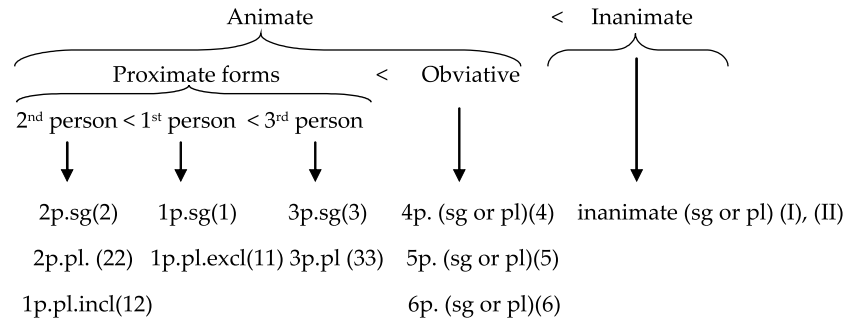 Animate < Inanimate
Proximate forms < Obviative
2nd person < 1st person < 3rd person
2p.sg(2) 1p.sg(1) 3p.sg(3) 4p. (sg or pl)(4) inanimate (sg or pl) (I), (II)
2p.pl. (22) 1p.pl.excl(11) 3p.pl (33) 5p. (sg or pl)(5)
1p.pl.incl(12) 6p. (sg or pl)(6)